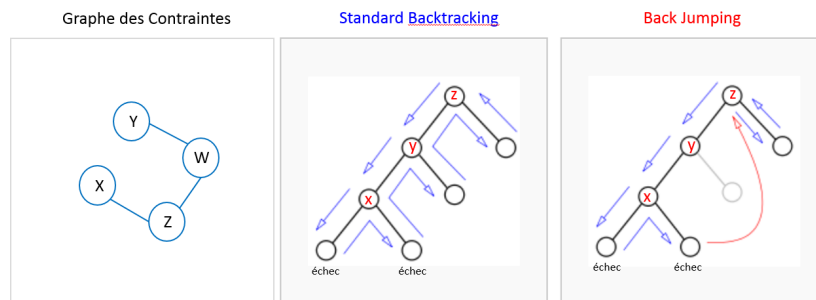 Graphe des Contraintes
Standard Backtracking
Back Jumping
Y
W
X
Z
z
y
x
échec échec
z
y
x
échec échec